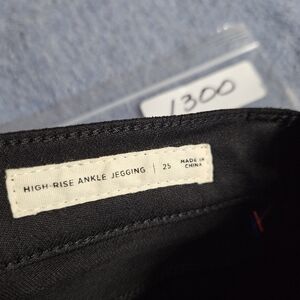 1300
HIGH-RISE ANKLE JEGGING | 25 MADE IN
CHINA